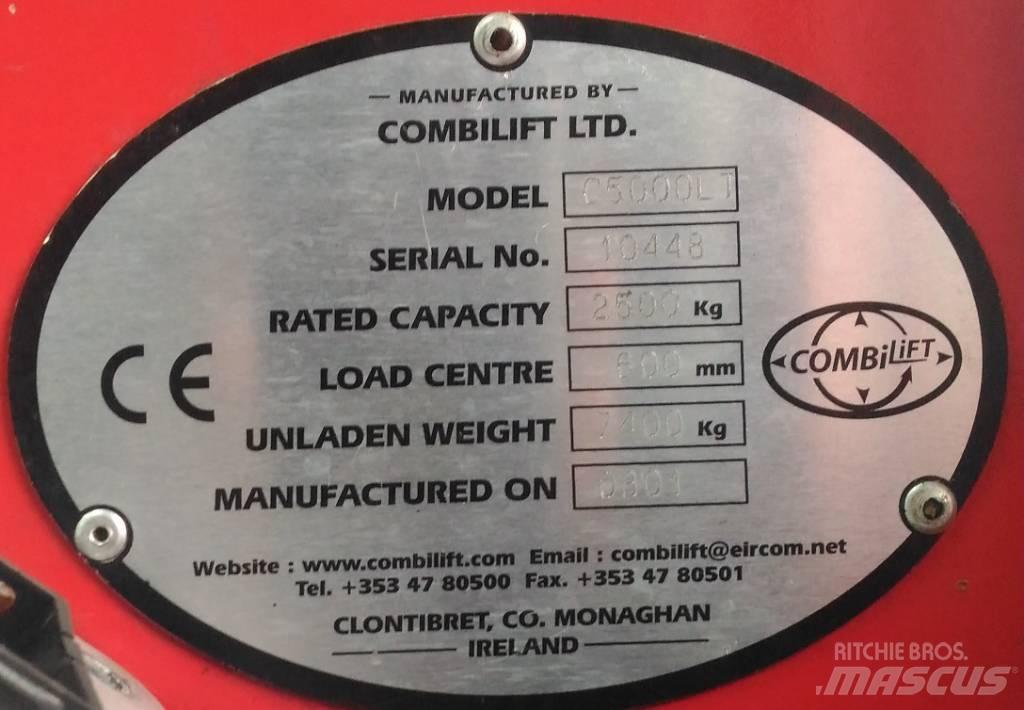 — MANUFACTURED BY —
COMBILIFT LTD.
MODEL C5000LT
SERIAL No. 10448
RATED CAPACITY 2500 Kg
LOAD CENTRE 600 mm
UNLADEN WEIGHT 7400 Kg
MANUFACTURED ON
CE
COMBiLiFT
Website : www.combilift.com Email : combilift@eircom.net
Tel. +353 47 80500 Fax. +353 47 80501
CLONTIBRET, CO. MONAGHAN
IRELAND
RITCHIE BROS.
MASCUS